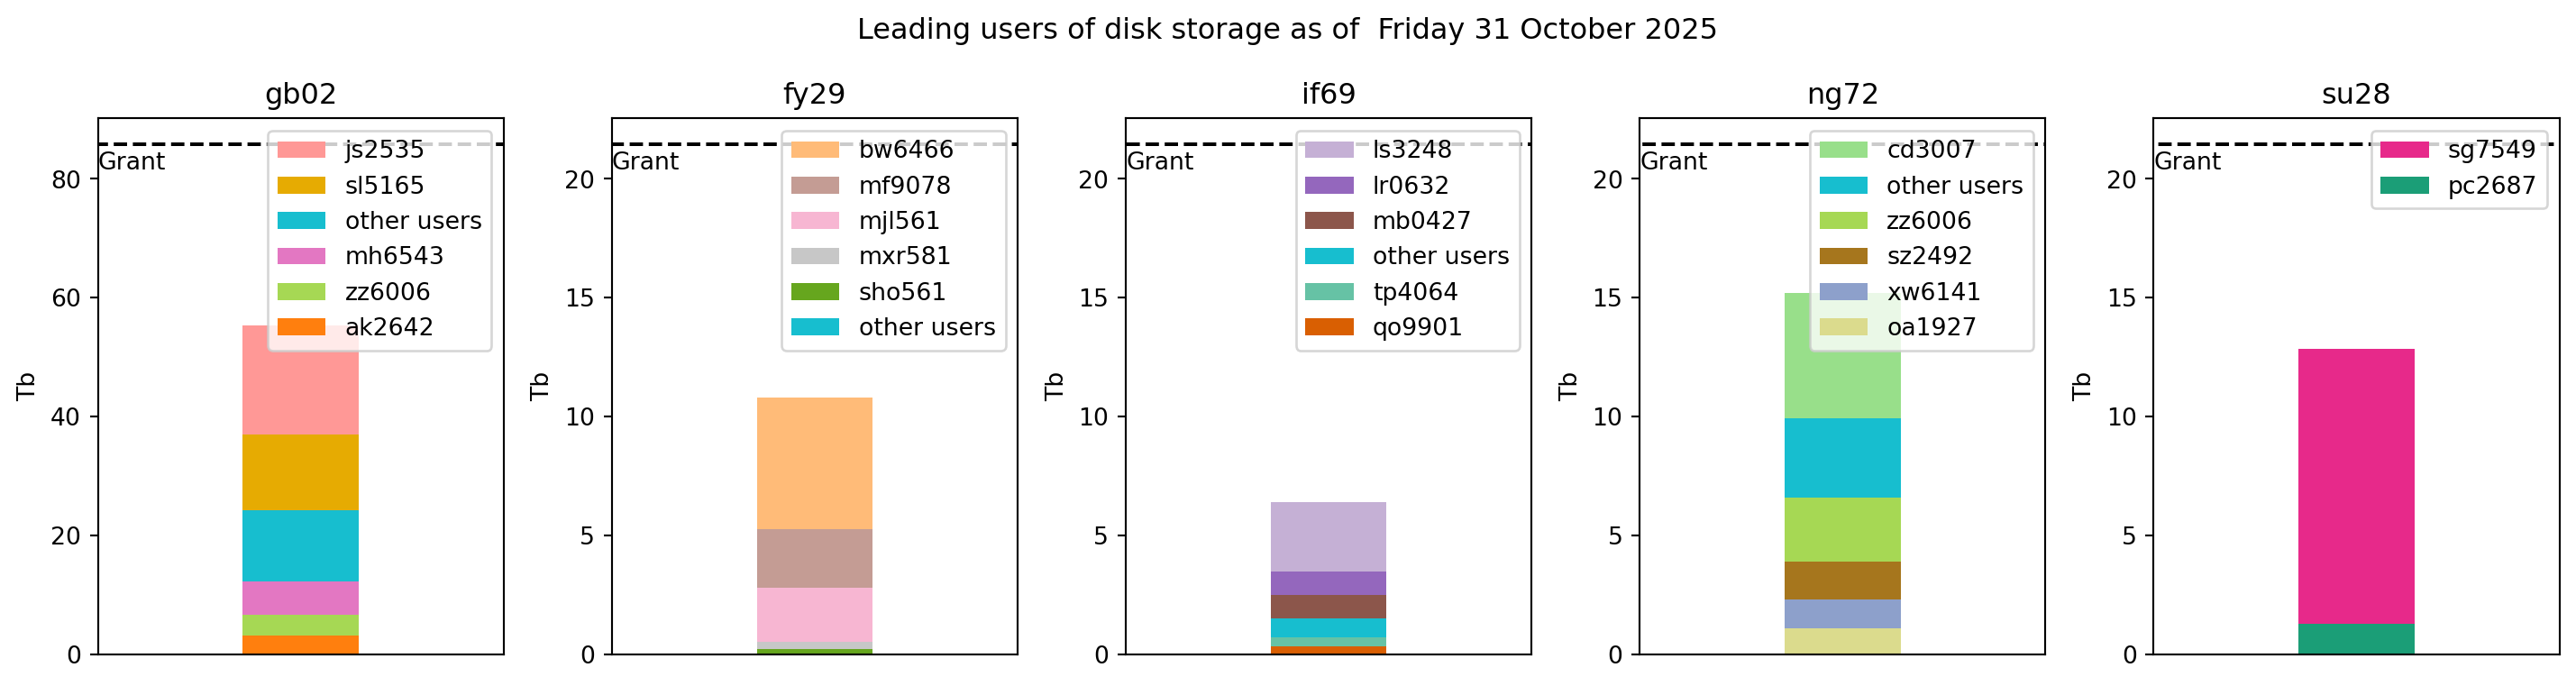 Leading users of disk storage as of  Friday 31 October 2025
gb02
Tb
80
60
40
20
0
Grant
js2535
sl5165
other users
mh6543
zz6006
ak2642
fy29
Tb
20
15
10
5
0
Grant
bw6466
mf9078
mjl561
mxr581
sho561
other users
if69
Tb
20
15
10
5
0
Grant
ls3248
lr0632
mb0427
other users
tp4064
qo9901
ng72
Tb
20
15
10
5
0
Grant
cd3007
other users
zz6006
sz2492
xw6141
oa1927
su28
Tb
20
15
10
5
0
Grant
sg7549
pc2687